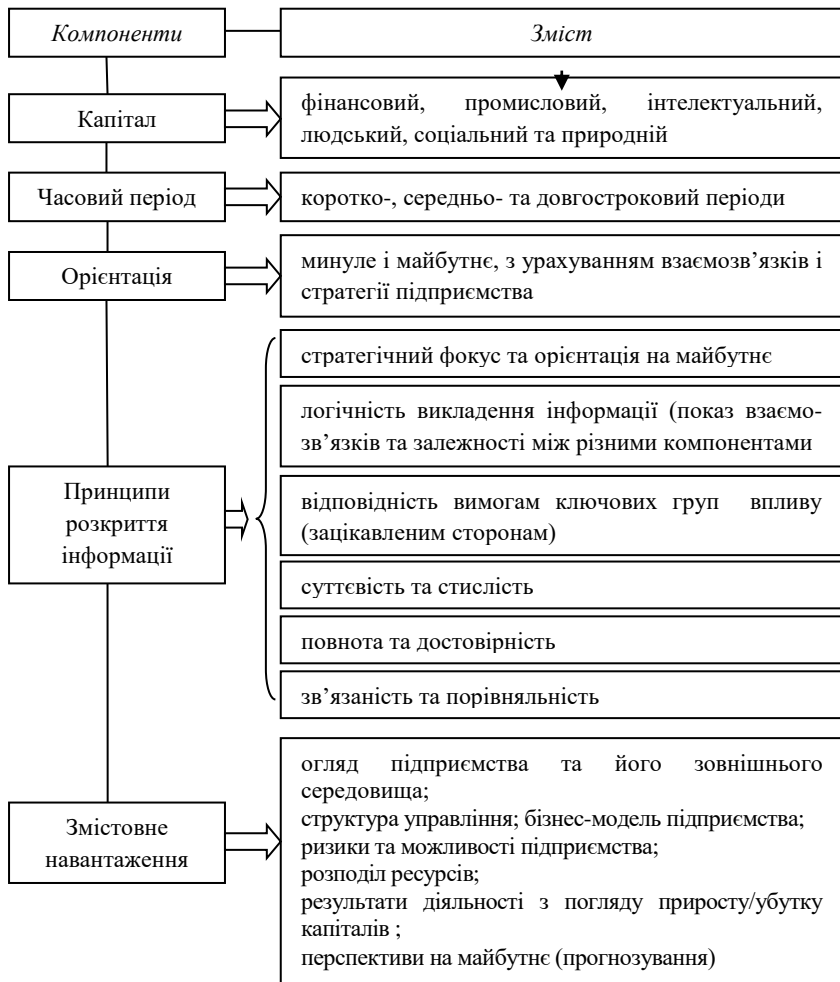 Компоненти
Зміст
Капітал
фінансовий, промисловий, інтелектуальний,
людський, соціальний та природній
Часовий період
коротко-, середньо- та довгостроковий періоди
Орієнтація
минуле і майбутнє, з урахуванням взаємозв’язків і
стратегії підприємства
Принципи
розкриття
інформації
стратегічний фокус та орієнтація на майбутнє
логічність викладення інформації (показ взаємо-
зв’язків та залежності між різними компонентами
відповідність вимогам ключових груп впливу
(зацікавленим сторонам)
суттєвість та стислість
повнота та достовірність
зв’язаність та порівняльність
Змістовне
навантаження
огляд підприємства та його зовнішнього
середовища;
структура управління; бізнес-модель підприємства;
ризики та можливості підприємства;
розподіл ресурсів;
результати діяльності з погляду приросту/убутку
капіталів ;
перспективи на майбутнє (прогнозування)